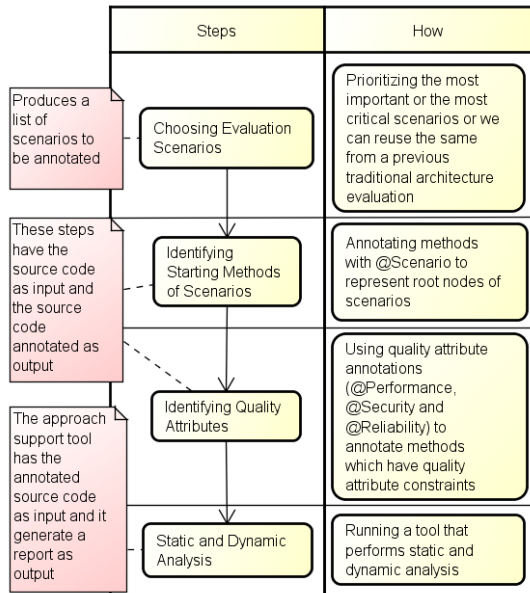 Steps
How
Produces a
list of
scenarios to
be annotated
Choosing Evaluation
Scenarios
Prioritizing the most
important or the most
critical scenarios or we
can reuse the same
from a previous
traditional architecture
evaluation
These steps
have the
source code
as input and
the source
code
annotated as
output
Identifying
Starting Methods
of Scenarios
Annotating methods
with @Scenario to
represent root nodes of
scenarios
Identifying Quality
Attributes
Using quality attribute
annotations
(@Performance,
@Security and
@Reliability) to
annotate methods
which have quality
attribute constraints
The approach
support tool
has the
annotated
source code
as input and it
generate a
report as
output
Static and Dynamic
Analysis
Running a tool that
performs static and
dynamic analysis